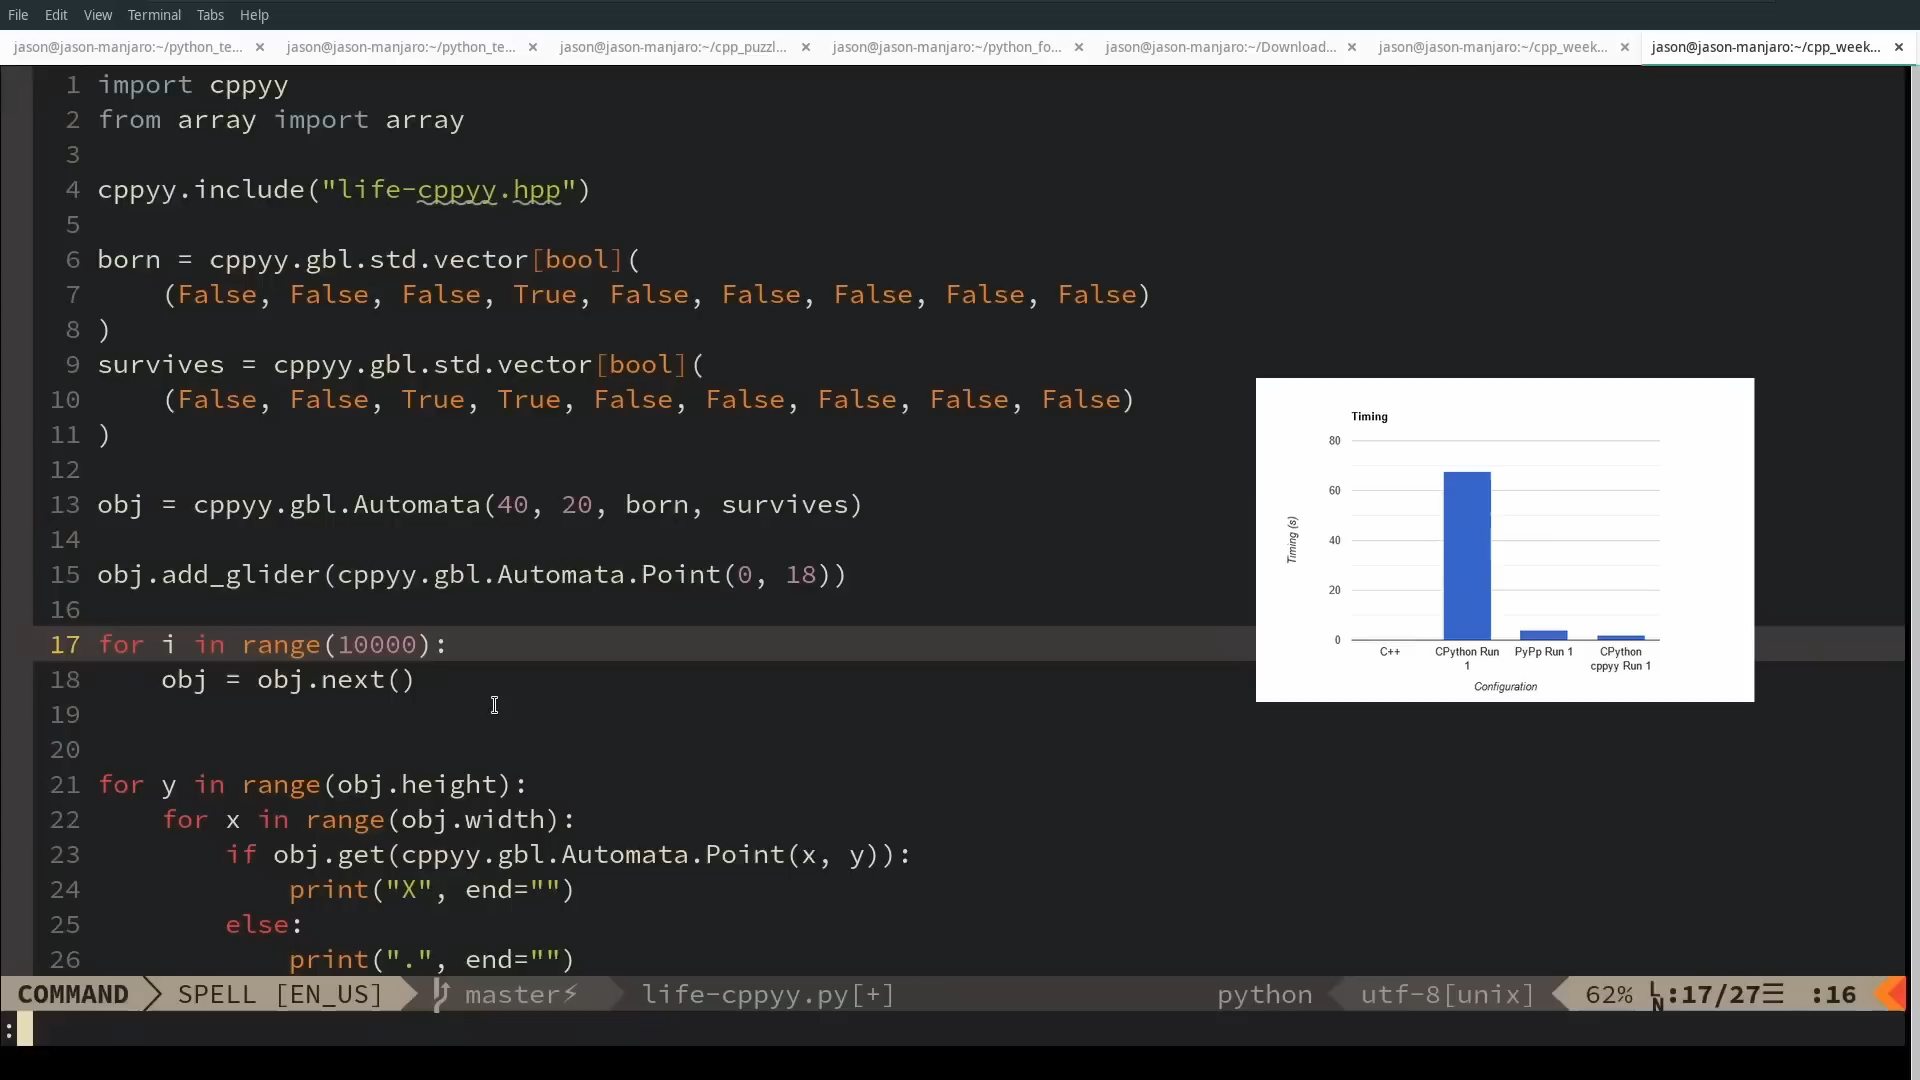 File Edit View Terminal Tabs Help
jason@jason-manjaro:~/python_te... × jason@jason-manjaro:~/python_te... × jason@jason-manjaro:~/cpp_puzzl... × jason@jason-manjaro:~/python_fo... × jason@jason-manjaro:~/Download... × jason@jason-manjaro:~/cpp_week... × jason@jason-manjaro:~/cpp_week... ×
1 import cppyy
2 from array import array
3
4 cppyy.include("life-cppyy.hpp")
5
6 born = cppyy.gbl.std.vector[bool](
7     (False, False, False, True, False, False, False, False, False)
8 )
9 survives = cppyy.gbl.std.vector[bool](
10     (False, False, True, True, False, False, False, False, False)
11 )
12
13 obj = cppyy.gbl.Automata(40, 20, born, survives)
14
15 obj.add_glider(cppyy.gbl.Automata.Point(0, 18))
16
17 for i in range(10000):
18     obj = obj.next()
19
20
21 for y in range(obj.height):
22     for x in range(obj.width):
23         if obj.get(cppyy.gbl.Automata.Point(x, y)):
24             print("X", end="")
25         else:
26             print(".", end="")
Timing
80
60
40
20
0
Timing (s)
C++
CPython Run 1
PyPp Run 1
CPython cppyy Run 1
Configuration
COMMAND SPELL [EN_US] master⚡ life-cppyy.py[+] python utf-8[unix] 62% LN:17/27☰ :16
: